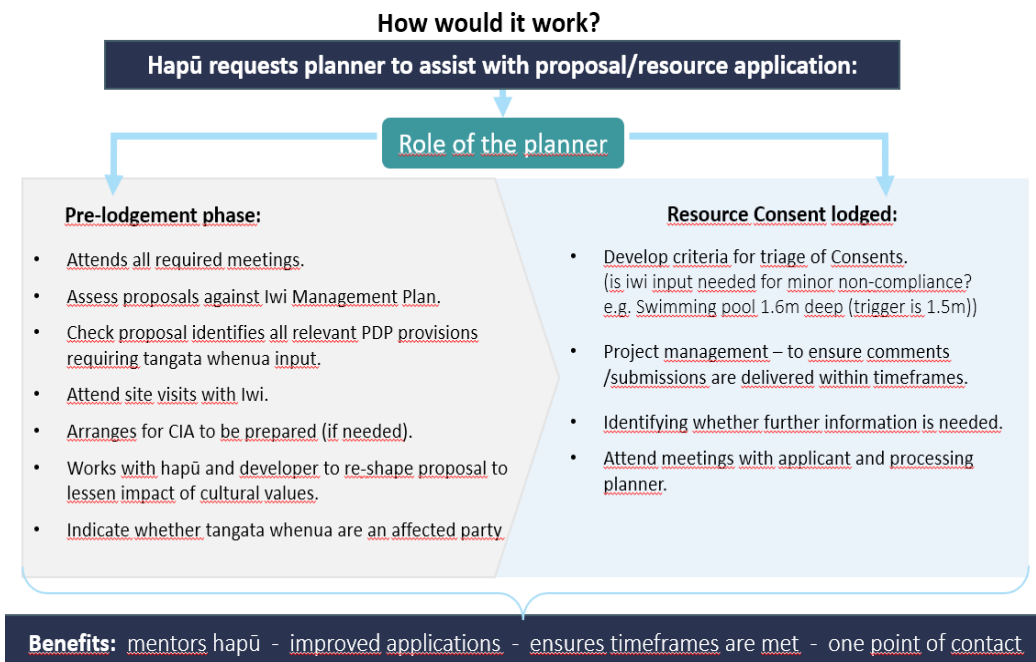 How would it work?
Hapū requests planner to assist with proposal/resource application:
Role of the planner
Pre-lodgement phase:
• Attends all required meetings.
• Assess proposals against Iwi Management Plan.
• Check proposal identifies all relevant PDP provisions
requiring tangata whenua input.
• Attend site visits with Iwi.
• Arranges for CIA to be prepared (if needed).
• Works with hapū and developer to re-shape proposal to
lessen impact of cultural values.
• Indicate whether tangata whenua are an affected party
Resource Consent lodged:
• Develop criteria for triage of Consents.
(is iwi input needed for minor non-compliance?
e.g. Swimming pool 1.6m deep (trigger is 1.5m))
• Project management – to ensure comments
/submissions are delivered within timeframes.
• Identifying whether further information is needed.
• Attend meetings with applicant and processing
planner.
Benefits: mentors hapū - improved applications - ensures timeframes are met - one point of contact